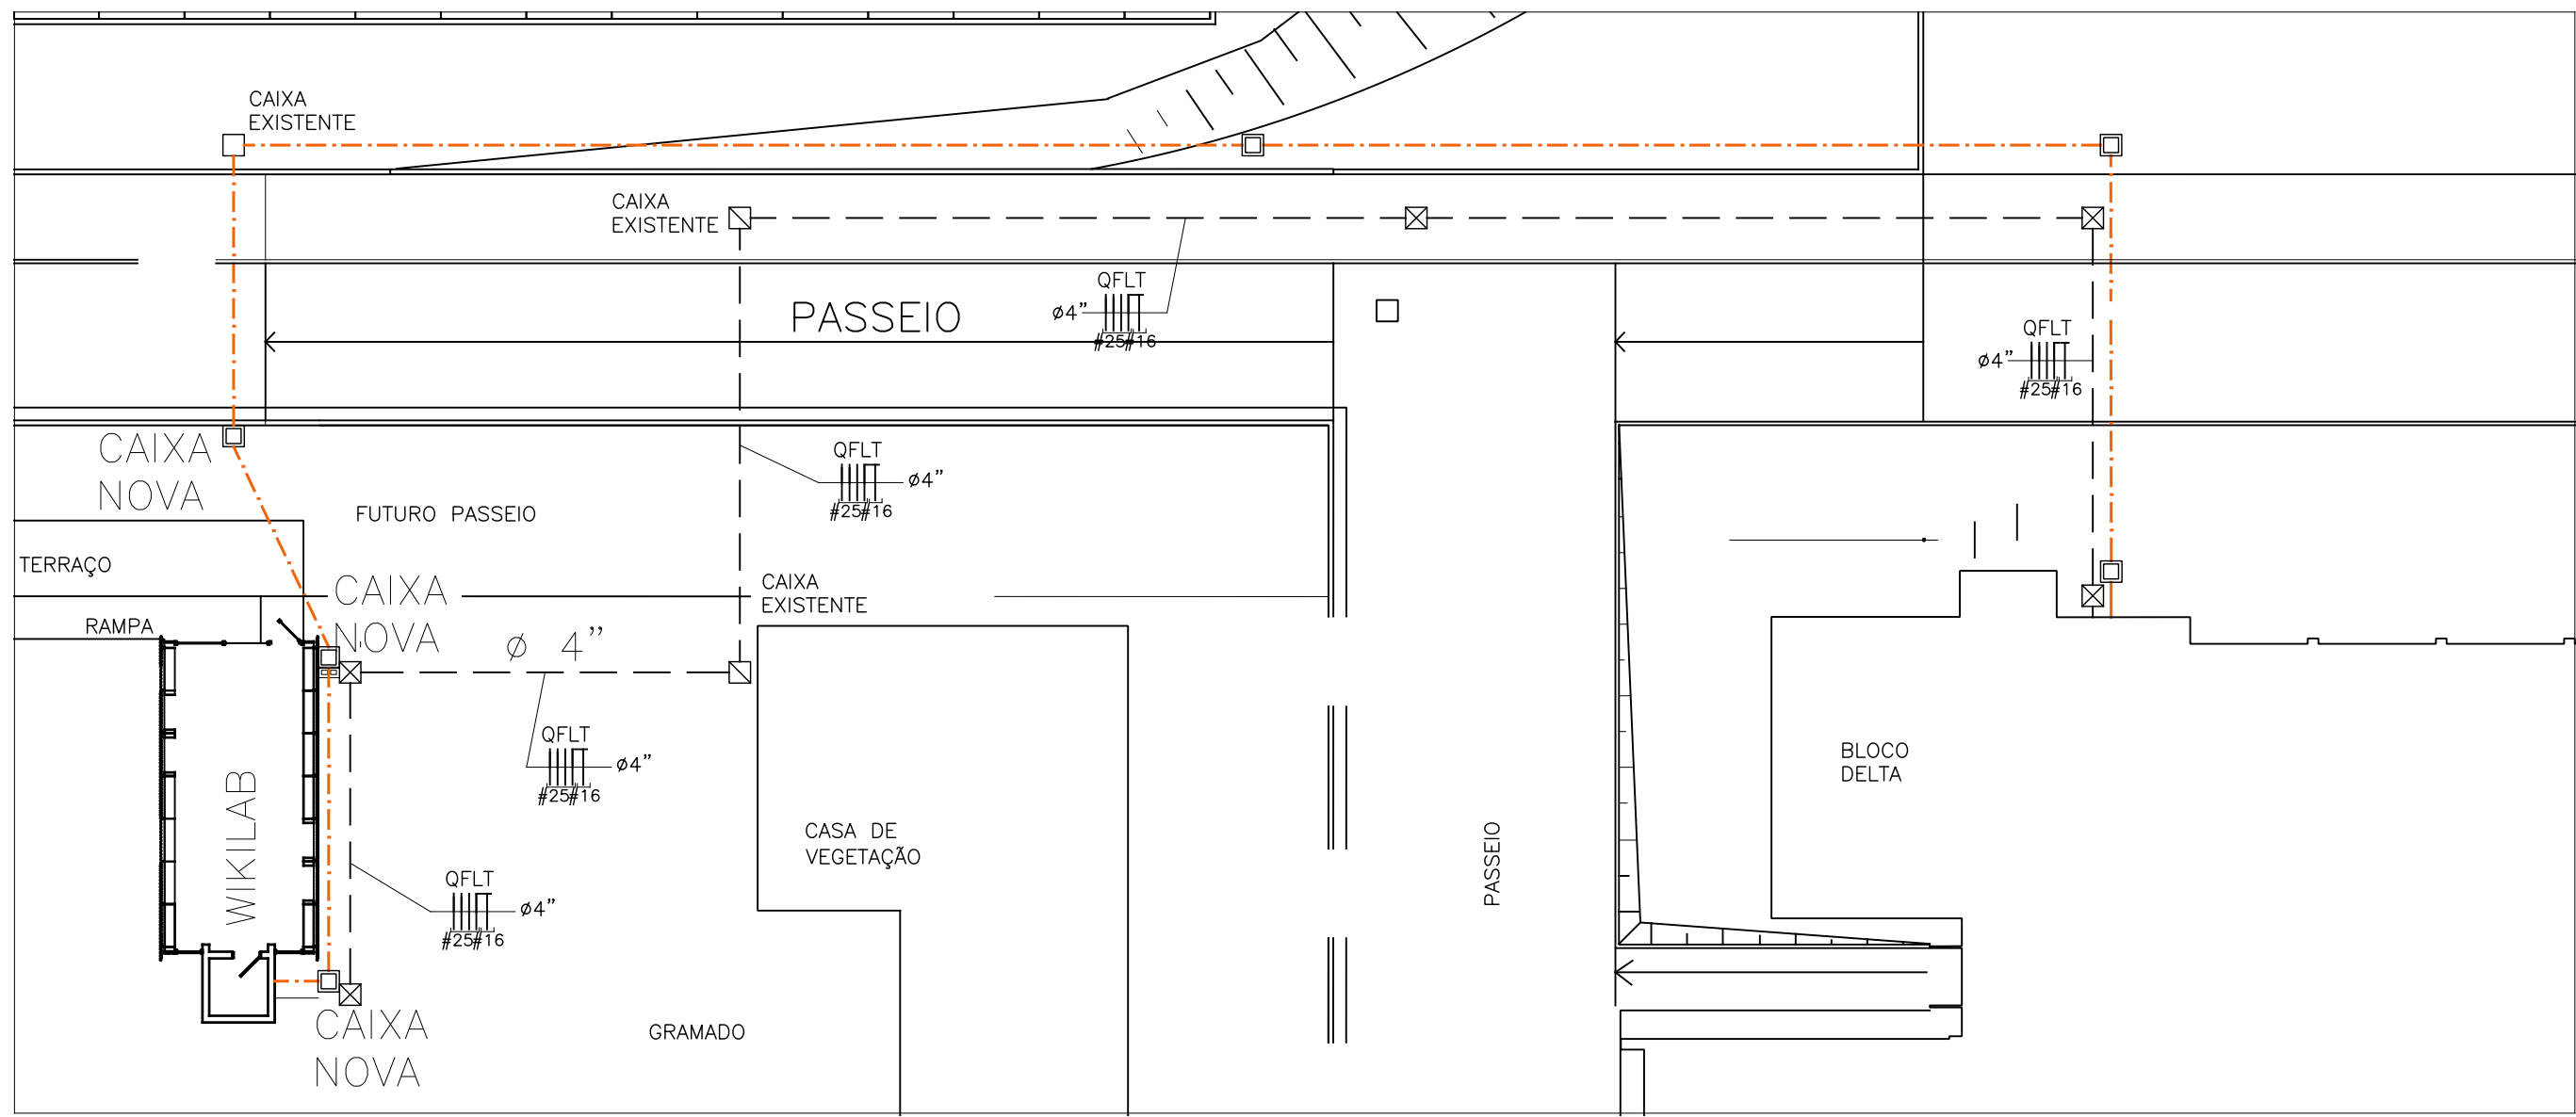 CAIXA
EXISTENTE
CAIXA
EXISTENTE
QFLT
ø4"
#25#16
PASSEIO
QFLT
ø4"
#25#16
CAIXA
NOVA
QFLT
ø4"
#25#16
FUTURO PASSEIO
TERRAÇO
CAIXA
NOVA
CAIXA
EXISTENTE
RAMPA
ø 4"
QFLT
ø4"
#25#16
BLOCO
DELTA
WIKILAB
CASA DE
VEGETAÇÃO
PASSEIO
QFLT
ø4"
#25#16
CAIXA
NOVA
GRAMADO